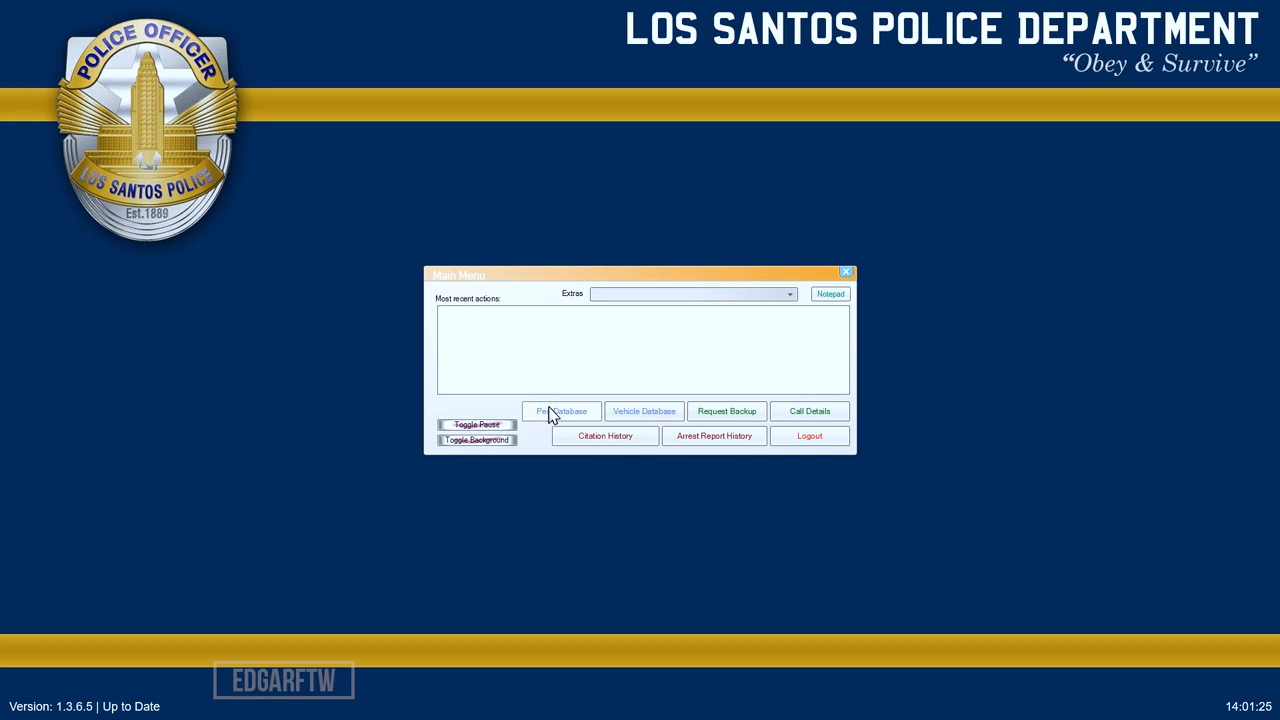 LOS SANTOS POLICE DEPARTMENT
“Obey & Survive”
POLICE OFFICER
LOS SANTOS POLICE
Est.1889
Main Menu
Most recent actions:
Extras
Notepad
Database
Vehicle Database
Request Backup
Call Details
Toggle Pause
Toggle Background
Citation History
Arrest Report History
Logout
EDGARFTW
Version: 1.3.6.5 | Up to Date
14:01:25